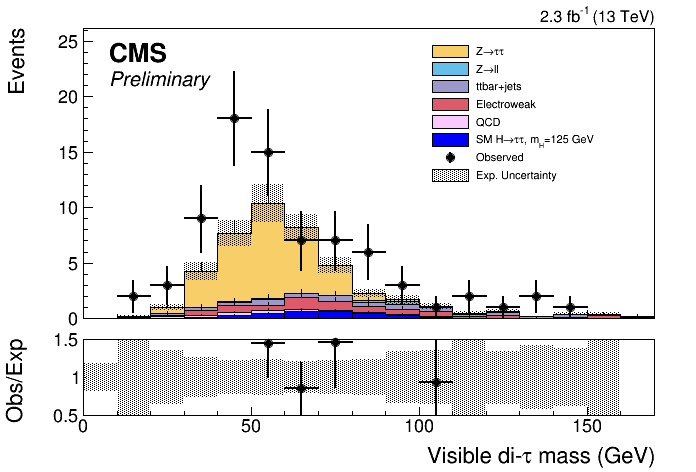 2.3 fb⁻¹ (13 TeV)
Events
25
20
15
10
5
0
CMS
Preliminary
Z→ττ
Z→ll
ttbar+jets
Electroweak
QCD
SM H→ττ, m_H=125 GeV
Observed
Exp. Uncertainty
Obs/Exp
1.5
1
0.5
0 50 100 150
Visible di-τ mass (GeV)